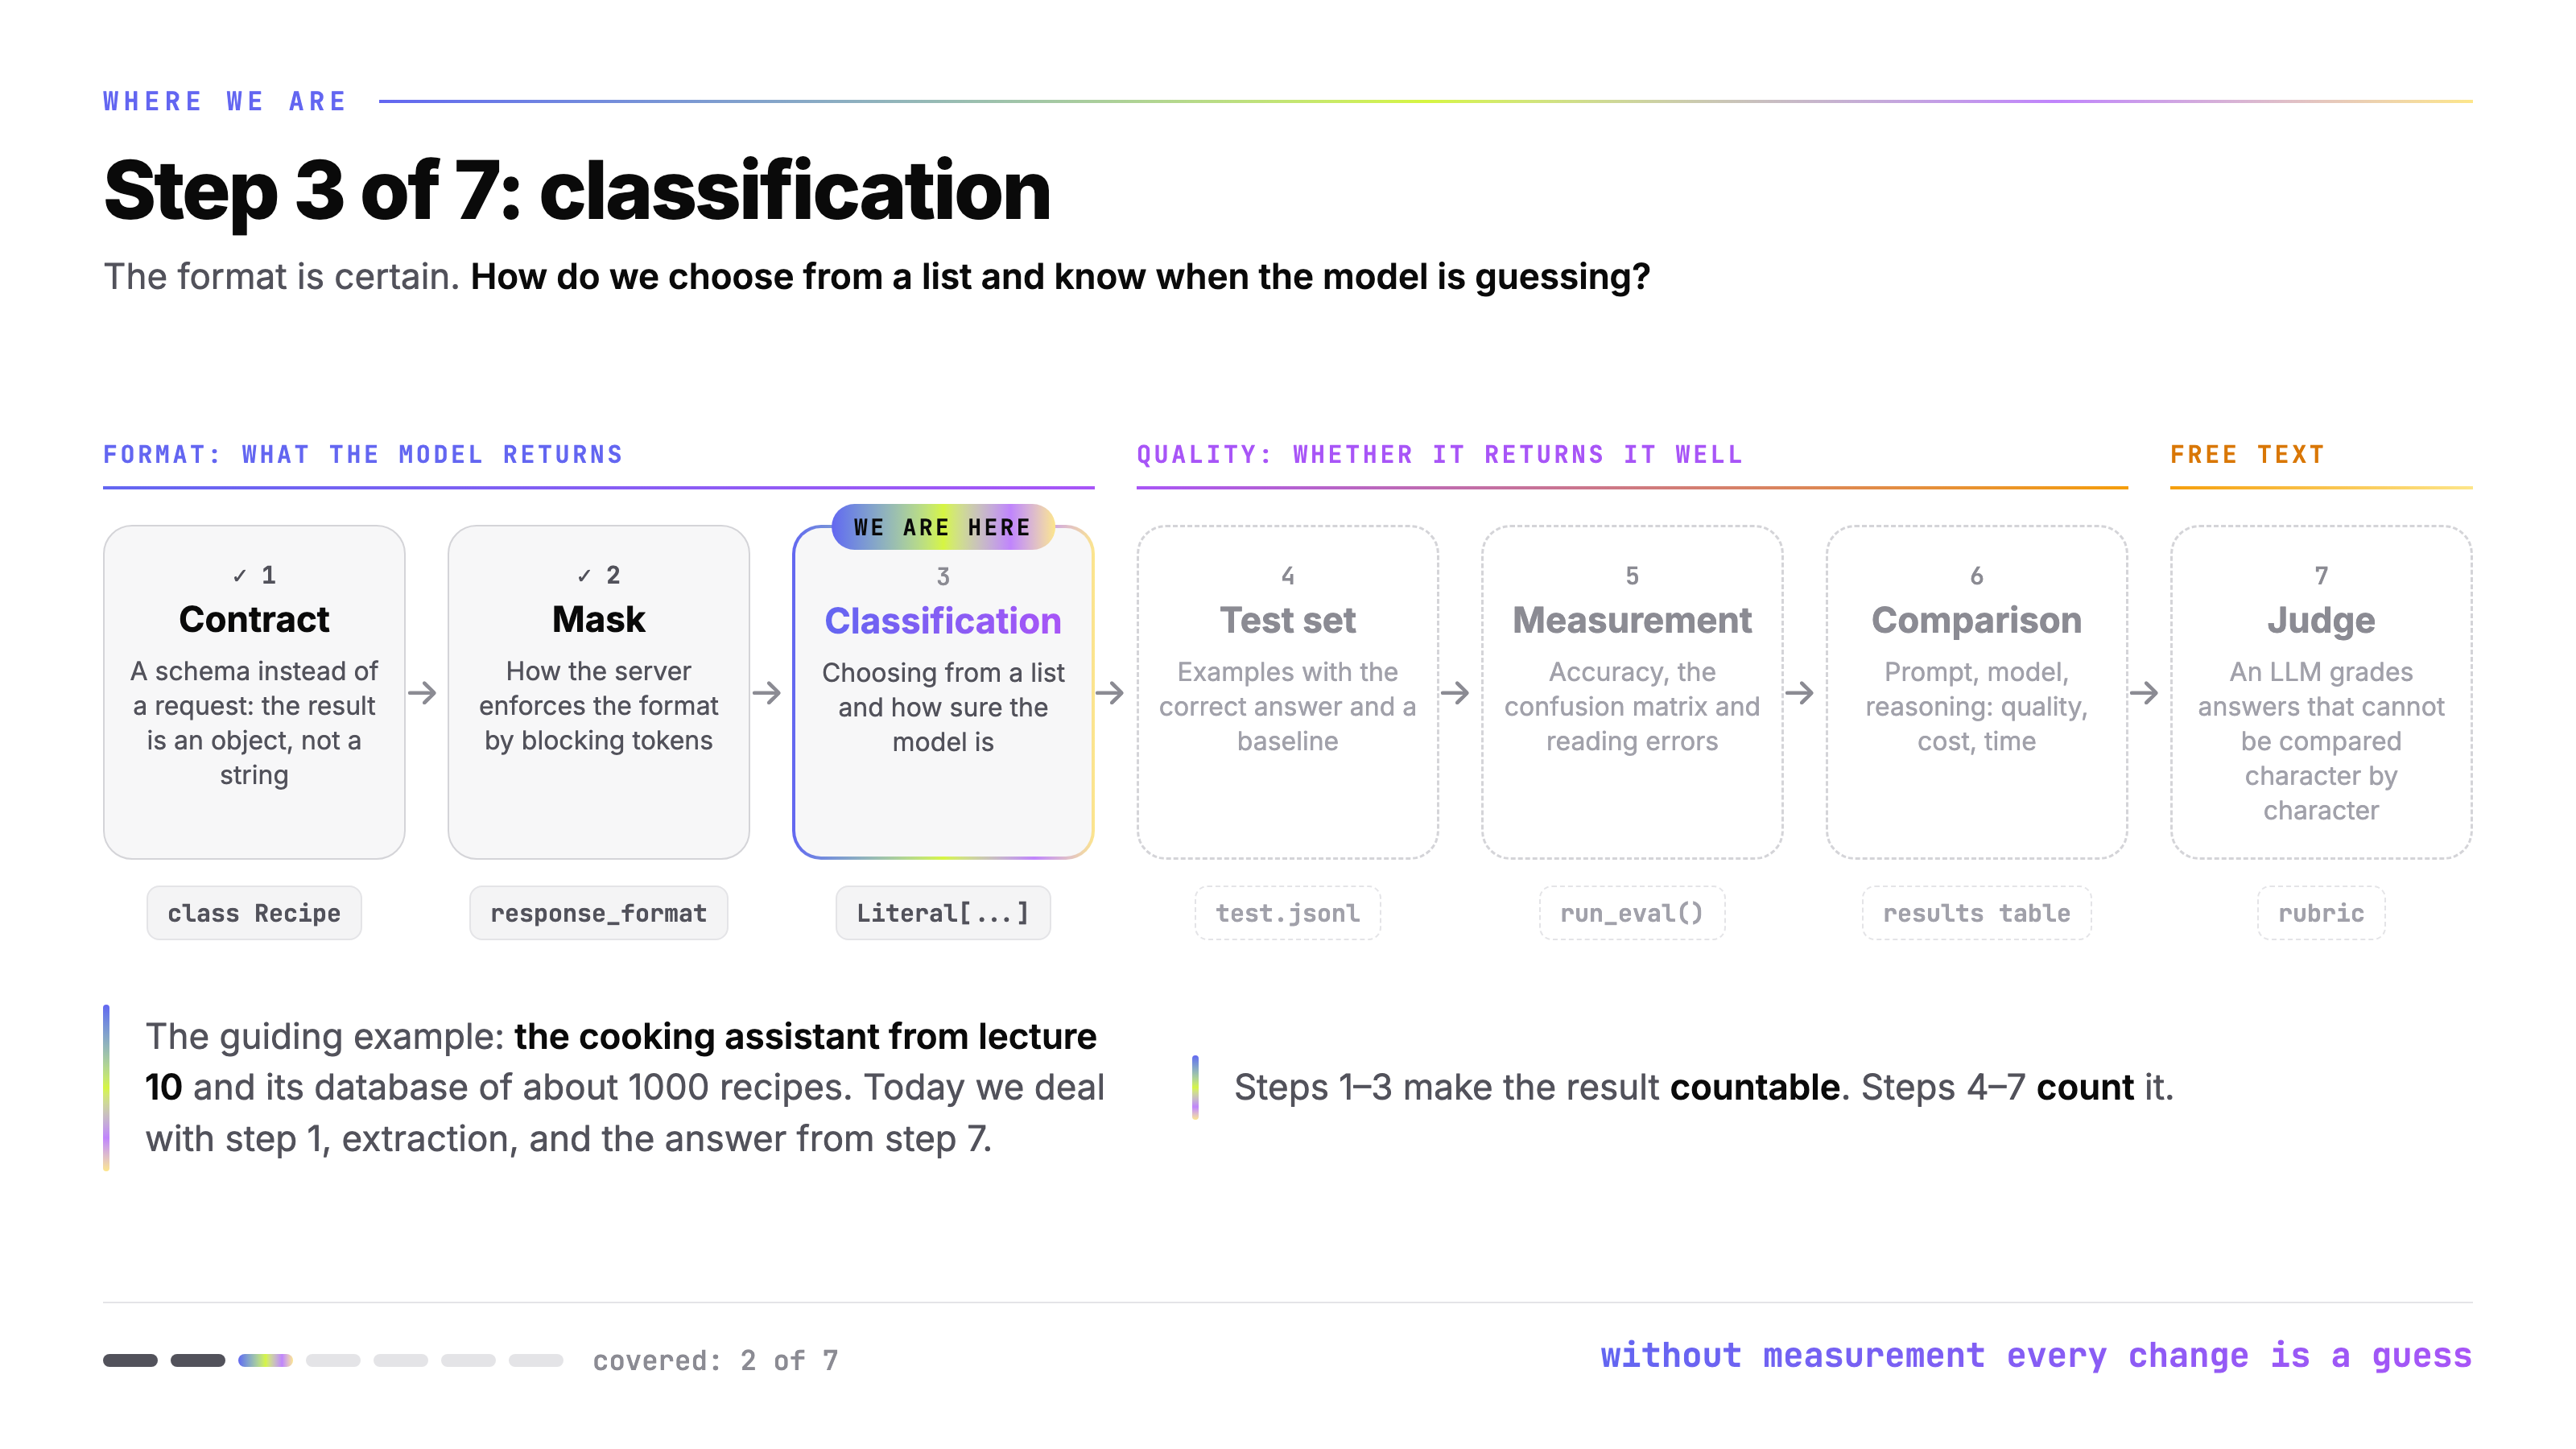 WHERE WE ARE
Step 3 of 7: classification
The format is certain. How do we choose from a list and know when the model is guessing?
FORMAT: WHAT THE MODEL RETURNS
QUALITY: WHETHER IT RETURNS IT WELL
FREE TEXT
✓ 1
Contract
A schema instead of
a request: the result
is an object, not a
string
class Recipe
✓ 2
Mask
How the server
enforces the format
by blocking tokens
response_format
WE ARE HERE
3
Classification
Choosing from a list
and how sure the
model is
Literal[...]
4
Test set
Examples with the
correct answer and a
baseline
test.jsonl
5
Measurement
Accuracy, the
confusion matrix and
reading errors
run_eval()
6
Comparison
Prompt, model,
reasoning: quality,
cost, time
results table
7
Judge
An LLM grades
answers that cannot
be compared
character by
character
rubric
The guiding example: the cooking assistant from lecture
10 and its database of about 1000 recipes. Today we deal
with step 1, extraction, and the answer from step 7.
Steps 1–3 make the result countable. Steps 4–7 count it.
covered: 2 of 7
without measurement every change is a guess